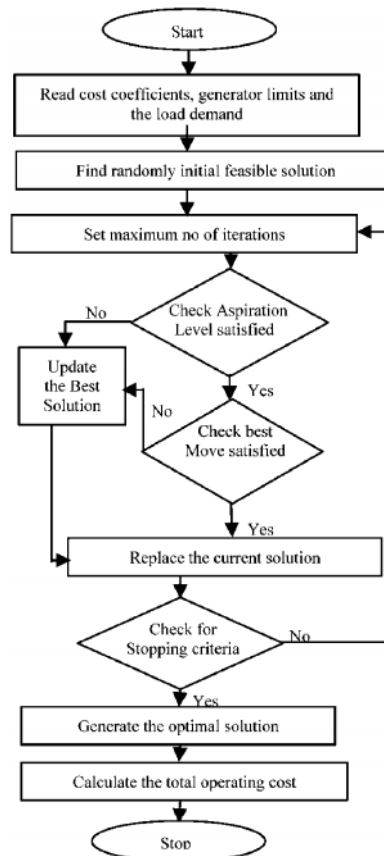 Start
Read cost coefficients, generator limits and
the load demand
Find randomly initial feasible solution
Set maximum no of iterations
Check Aspiration
Level satisfied
No
Update
the Best
Solution
Yes
No
Check best
Move satisfied
Yes
Replace the current solution
Check for
Stopping criteria
No
Yes
Generate the optimal solution
Calculate the total operating cost
Stop